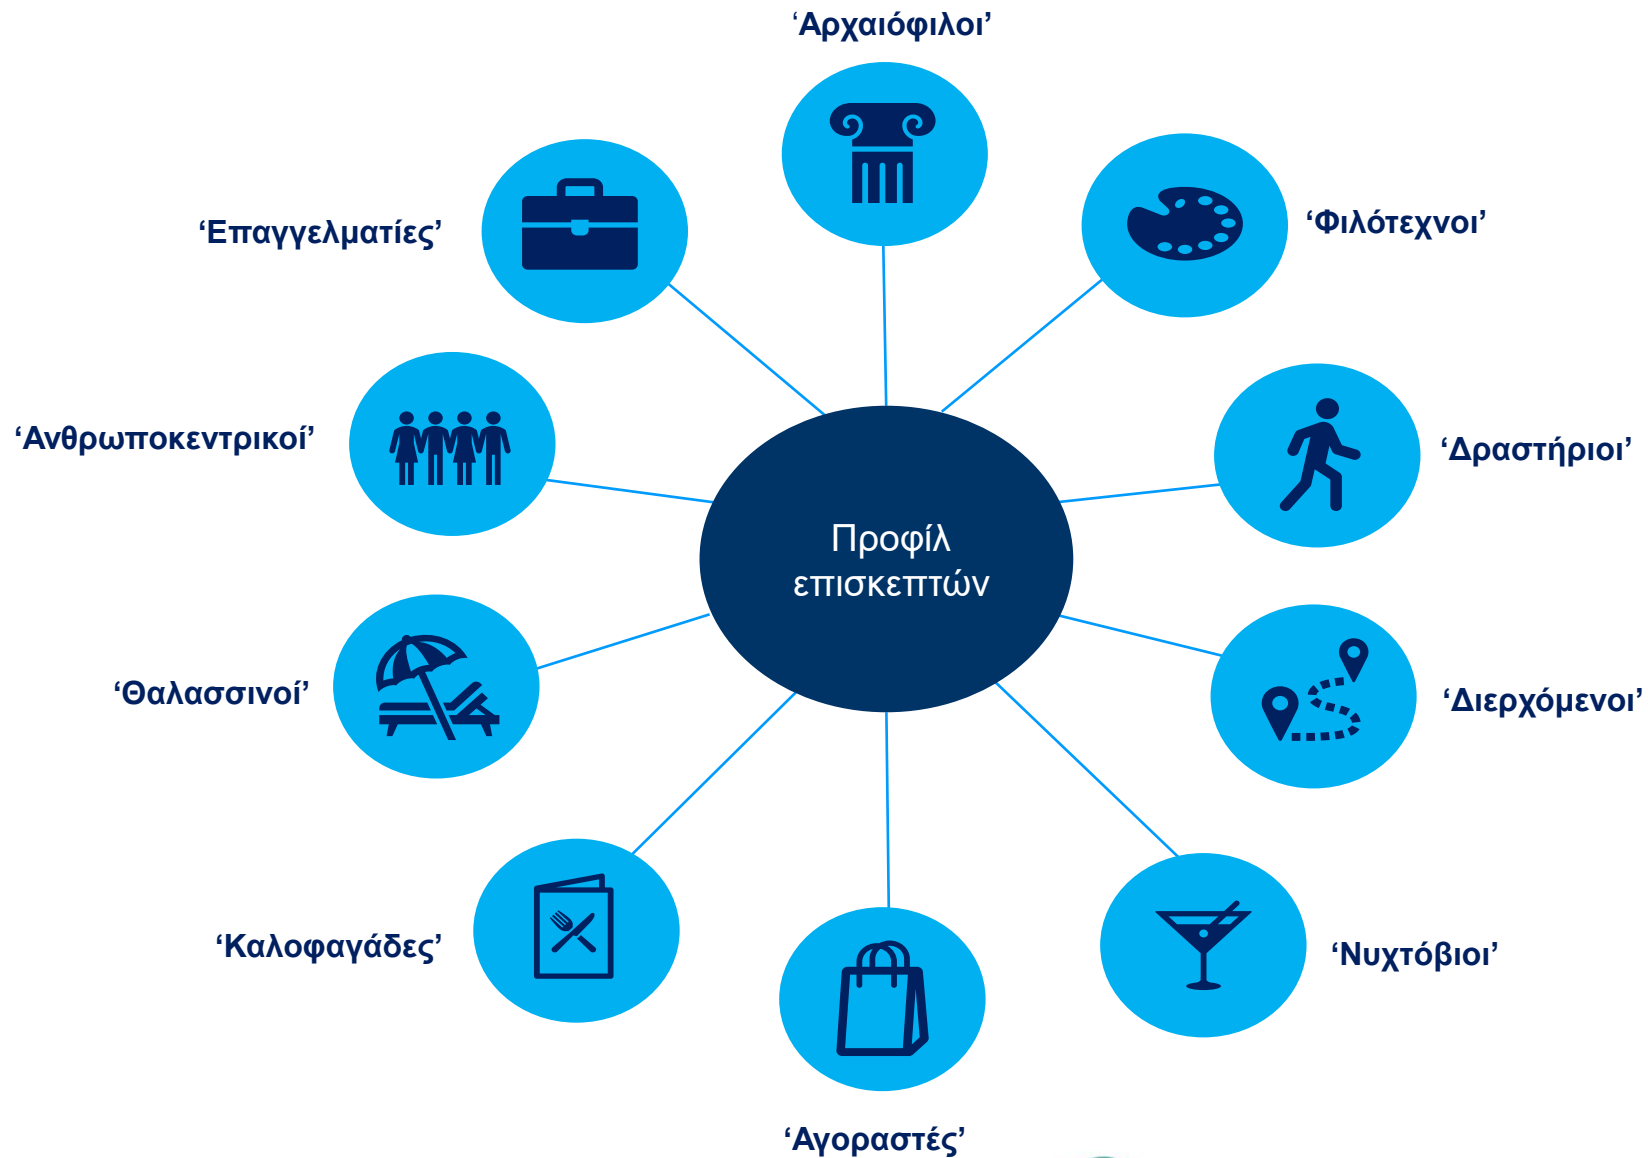 ‘Αρχαιόφιλοι’
‘Επαγγελματίες’
‘Φιλότεχνοι’
‘Ανθρωποκεντρικοί’
‘Δραστήριοι’
Προφίλ
επισκεπτών
‘Θαλασσινοί’
‘Διερχόμενοι’
‘Καλοφαγάδες’
‘Νυχτόβιοι’
‘Αγοραστές’